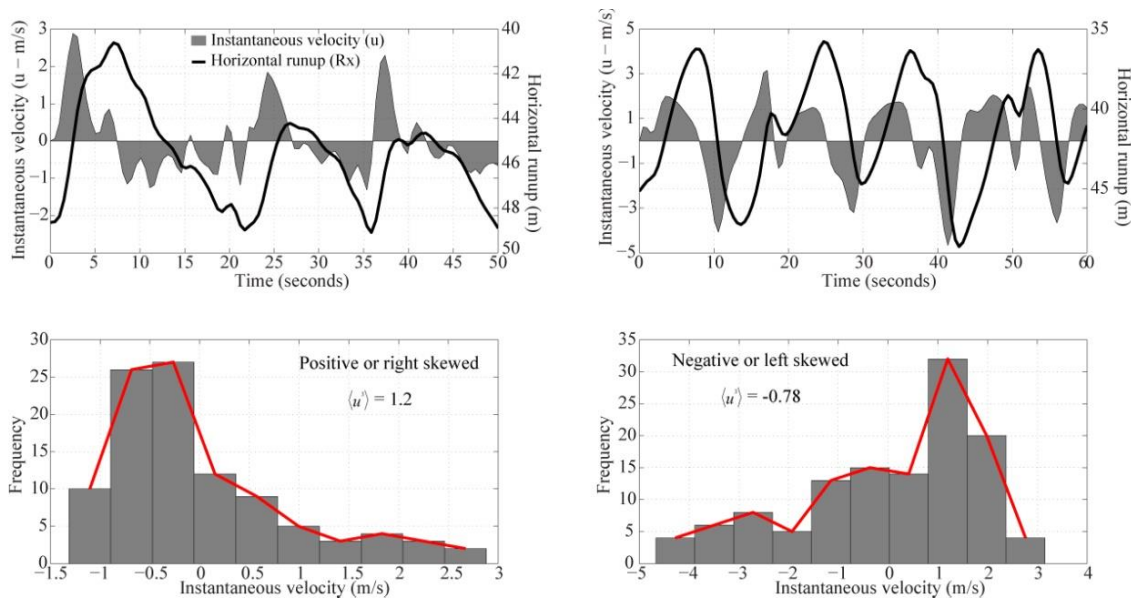 Instantaneous velocity (u − m/s)
3
2
1
0
−1
−2
Instantaneous velocity (u)
Horizontal runup (Rx)
40
42
44
46
48
50
Horizontal runup (m)
0 5 10 15 20 25 30 35 40 45 50
Time (seconds)
Instantaneous velocity (u − m/s)
5
3
1
−1
−3
−5
35
40
45
Horizontal runup (m)
0 10 20 30 40 50 60
Time (seconds)
Frequency
30
25
20
15
10
5
0
Positive or right skewed
⟨u³⟩ = 1.2
−1.5 −1 −0.5 0 0.5 1 1.5 2 2.5 3
Instantaneous velocity (m/s)
Frequency
35
30
25
20
15
10
5
0
Negative or left skewed
⟨u³⟩ = -0.78
−5 −4 −3 −2 −1 0 1 2 3 4
Instantaneous velocity (m/s)